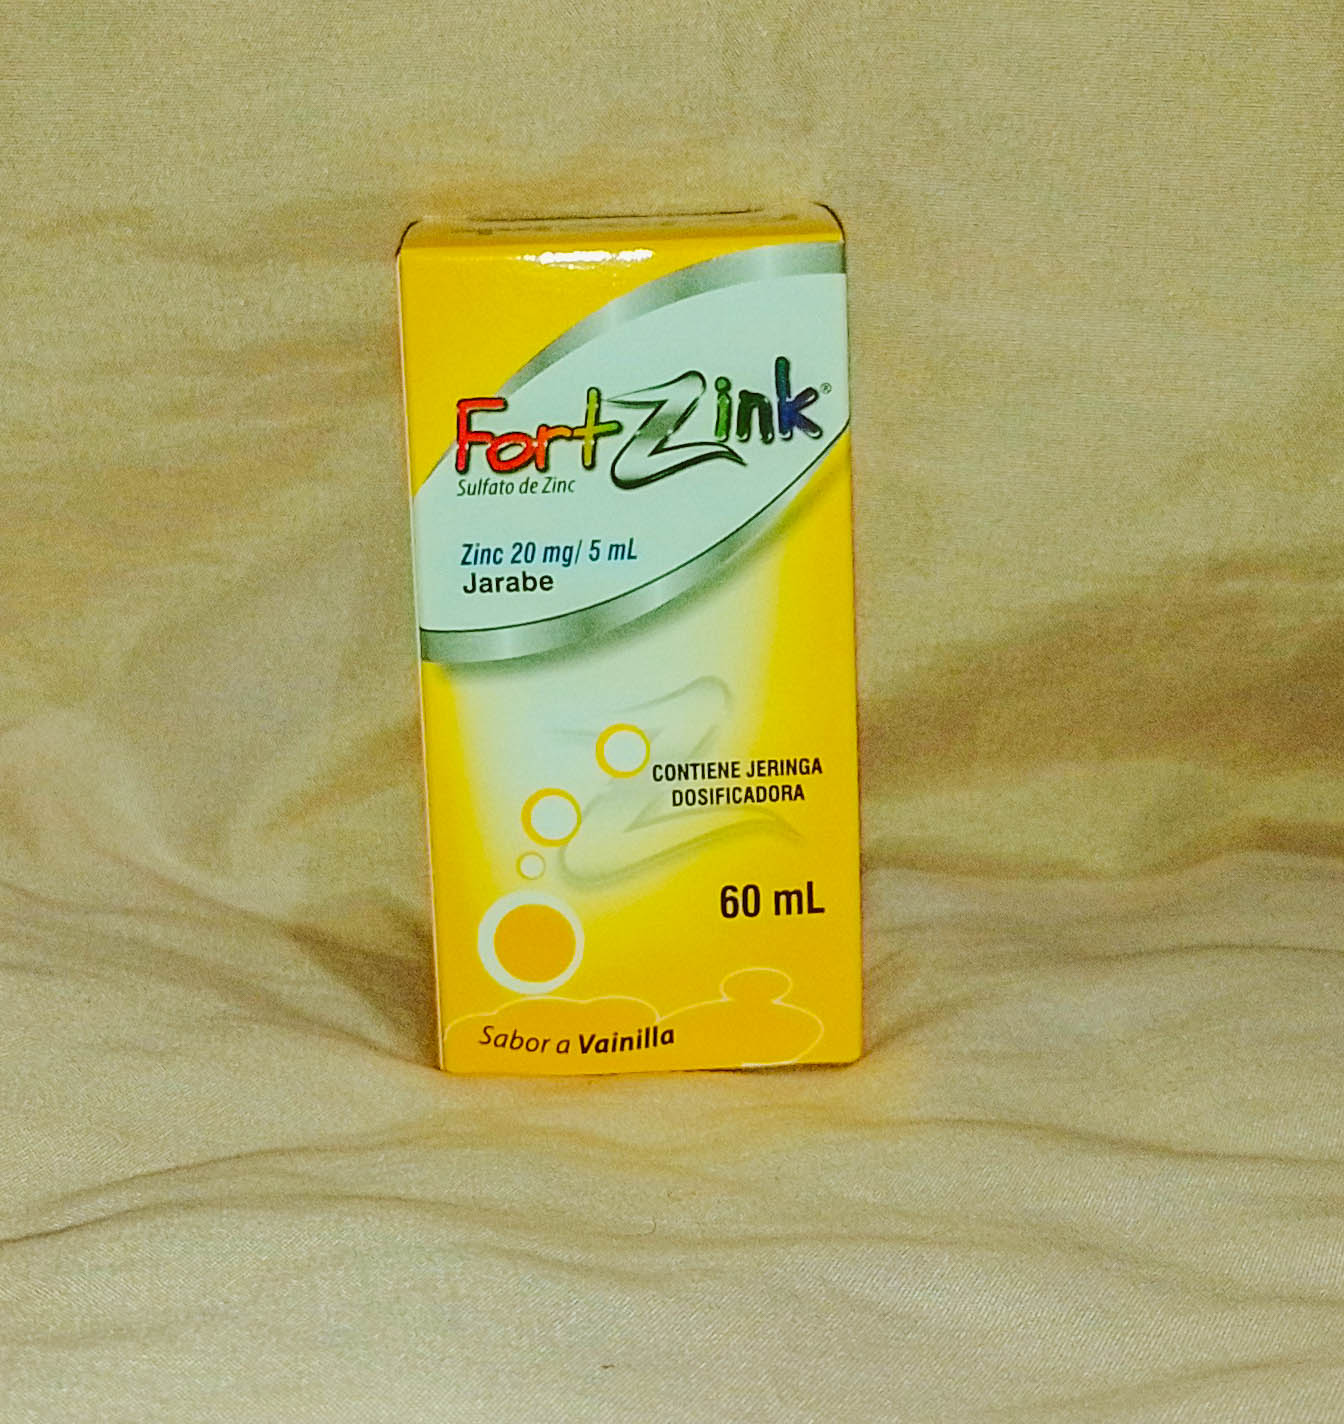 FortZink®
Sulfato de Zinc
Zinc 20 mg/ 5 mL
Jarabe
CONTIENE JERINGA
DOSIFICADORA
60 mL
Sabor a Vainilla